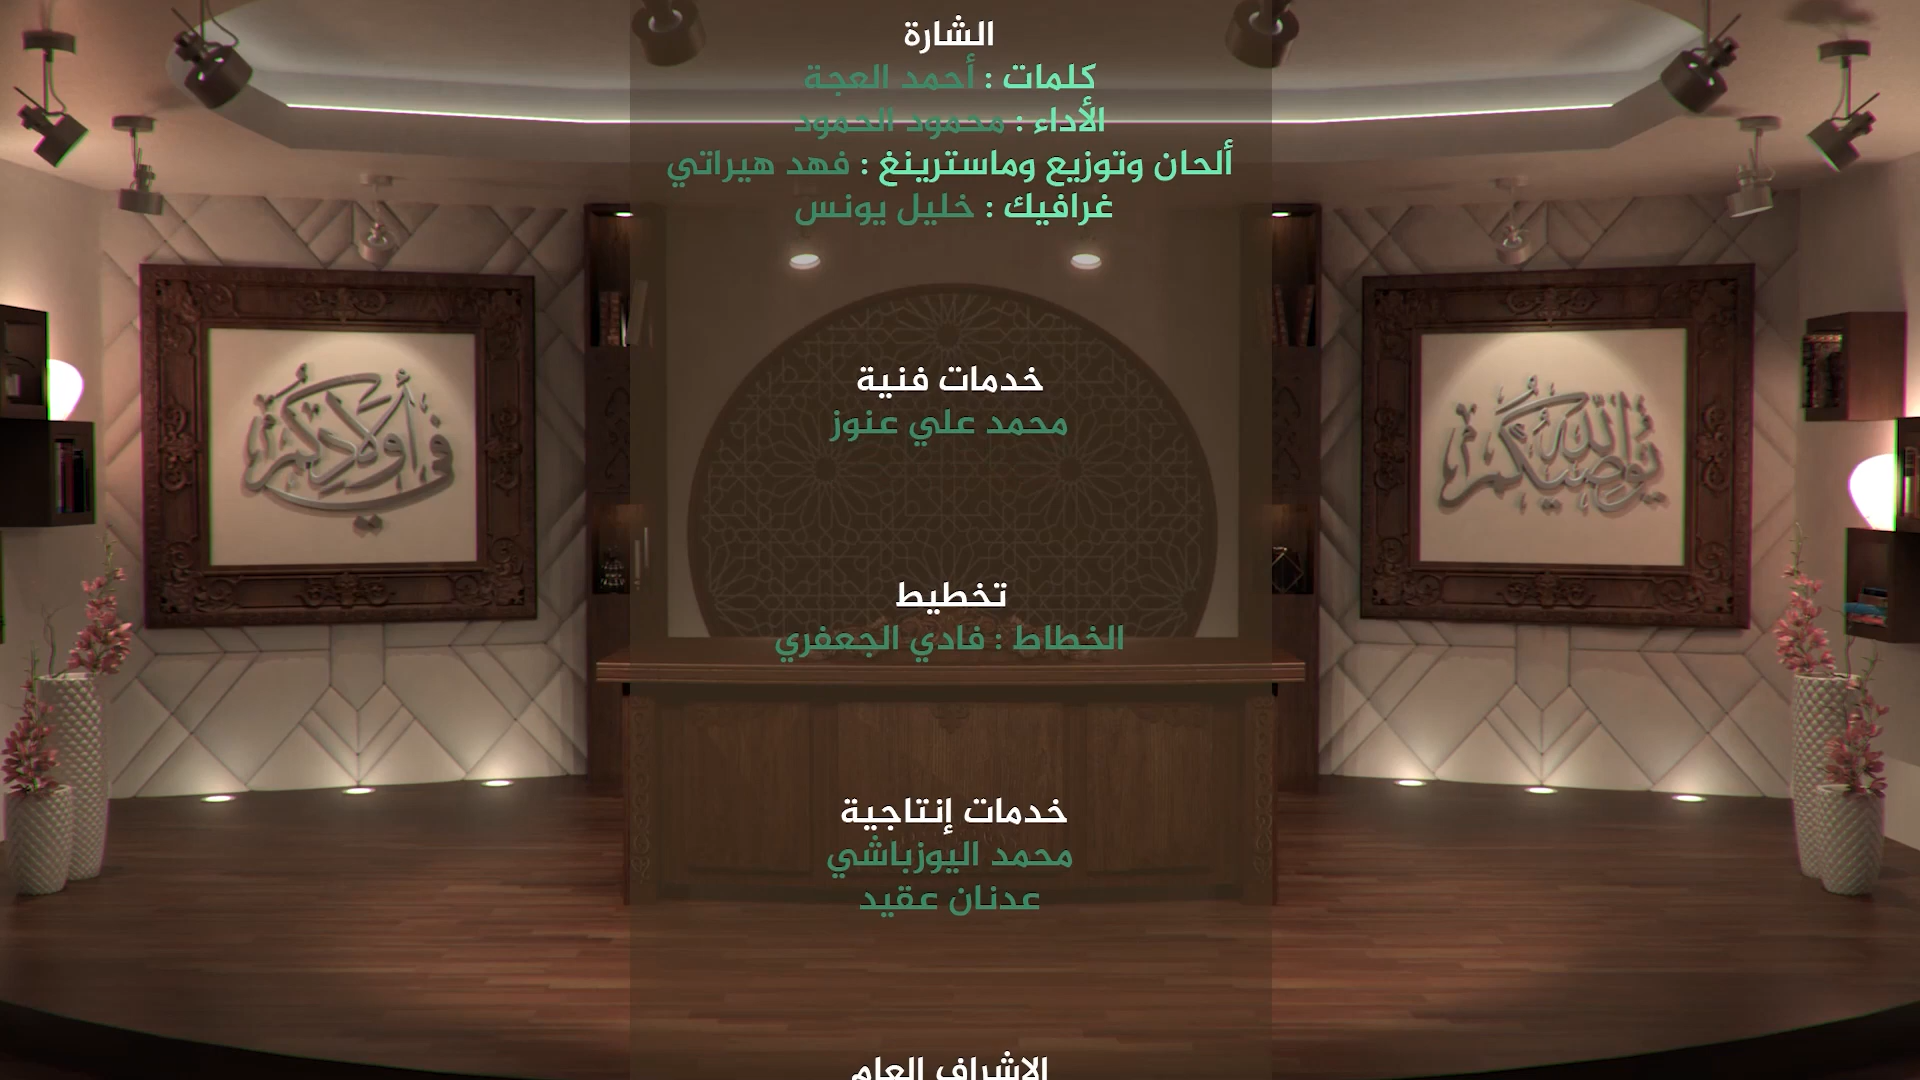 الشارة
كلمات : أحمد العجة
الأداء : محمود الحمود
ألحان وتوزيع وماسترينغ : فهد هيراتي
غرافيك : خليل يونس
خدمات فنية
محمد علي عنوز
تخطيط
الخطاط : فادي الجعفري
خدمات إنتاجية
محمد اليوزباشي
عدنان عقيد
الإشراف العام
يوصيكم الله
في أولادكم